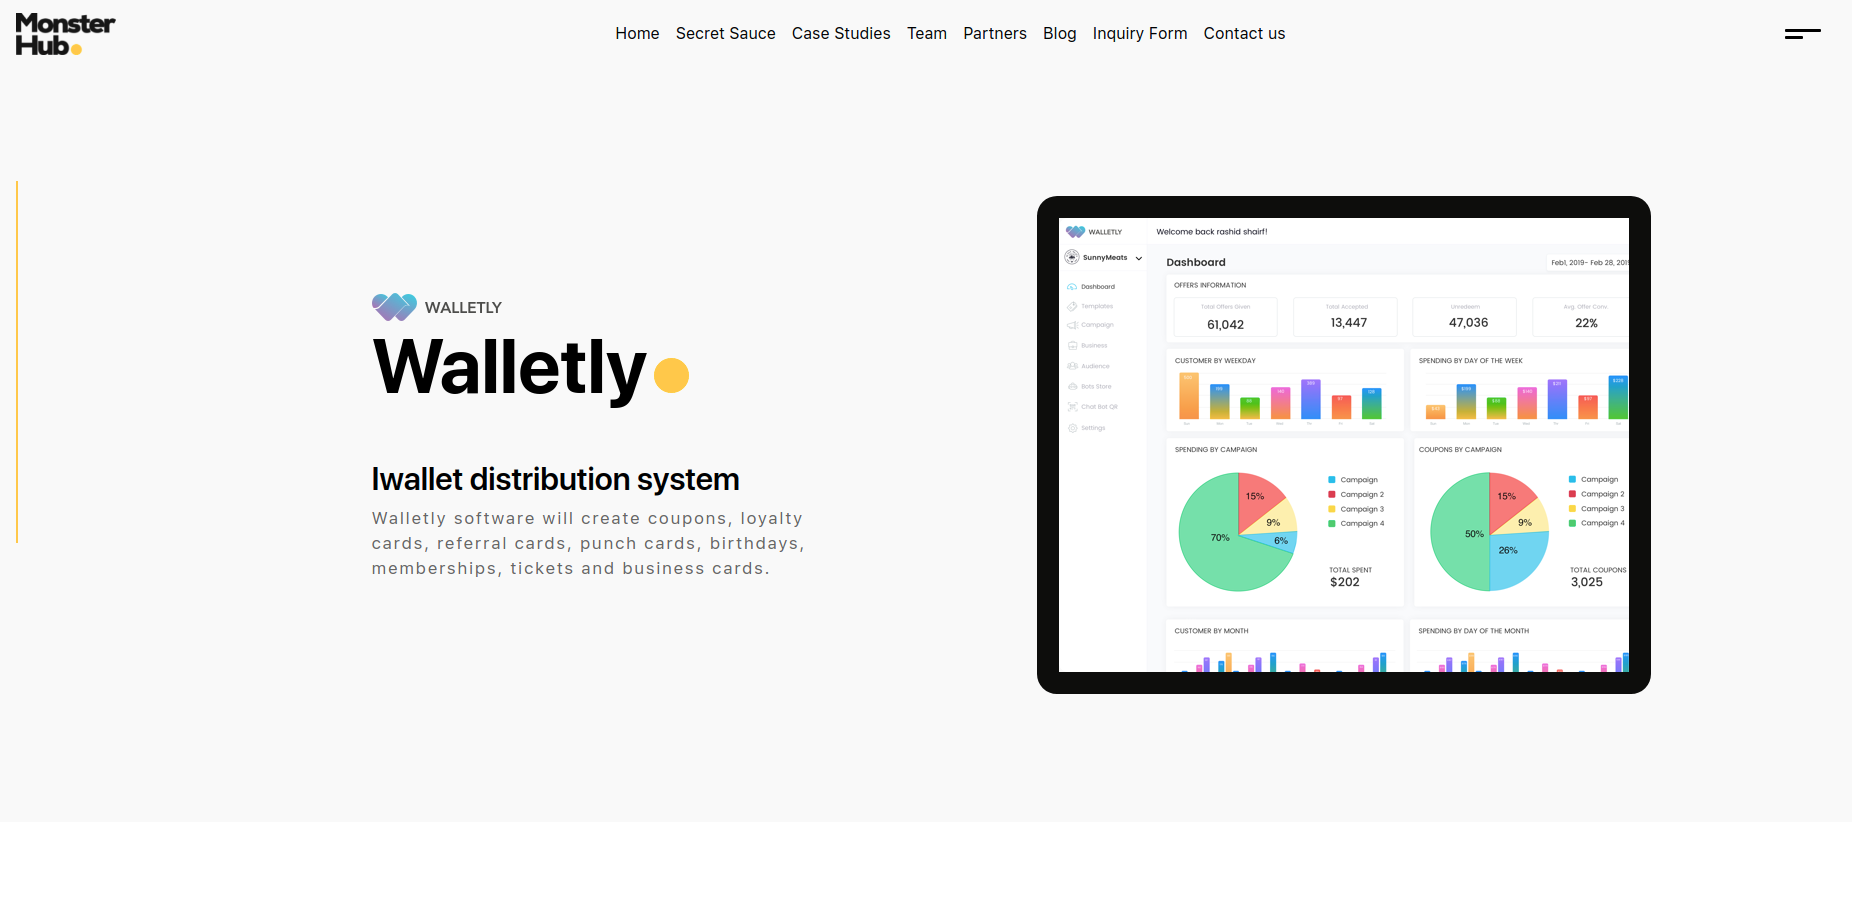 Monster
Hub
Home Secret Sauce Case Studies Team Partners Blog Inquiry Form Contact us
WALLETLY
Walletly
Iwallet distribution system
Walletly software will create coupons, loyalty
cards, referral cards, punch cards, birthdays,
memberships, tickets and business cards.
WALLETLY
Welcome back rashid shairf!
SunnyMeats
Dashboard
Templates
Campaign
Business
Audience
Bots Store
Chat Bot QR
Settings
Dashboard
Feb1, 2019- Feb 28, 2019
OFFERS INFORMATION
Total Offers Given
61,042
Total Accepted
13,447
Unredeem
47,036
Avg. Offer Conv.
22%
CUSTOMER BY WEEKDAY
SPENDING BY DAY OF THE WEEK
SPENDING BY CAMPAIGN
15%
9%
6%
70%
Campaign
Campaign 2
Campaign 3
Campaign 4
TOTAL SPENT
$202
COUPONS BY CAMPAIGN
15%
9%
26%
50%
Campaign
Campaign 2
Campaign 3
Campaign 4
TOTAL COUPONS
3,025
CUSTOMER BY MONTH
SPENDING BY DAY OF THE MONTH